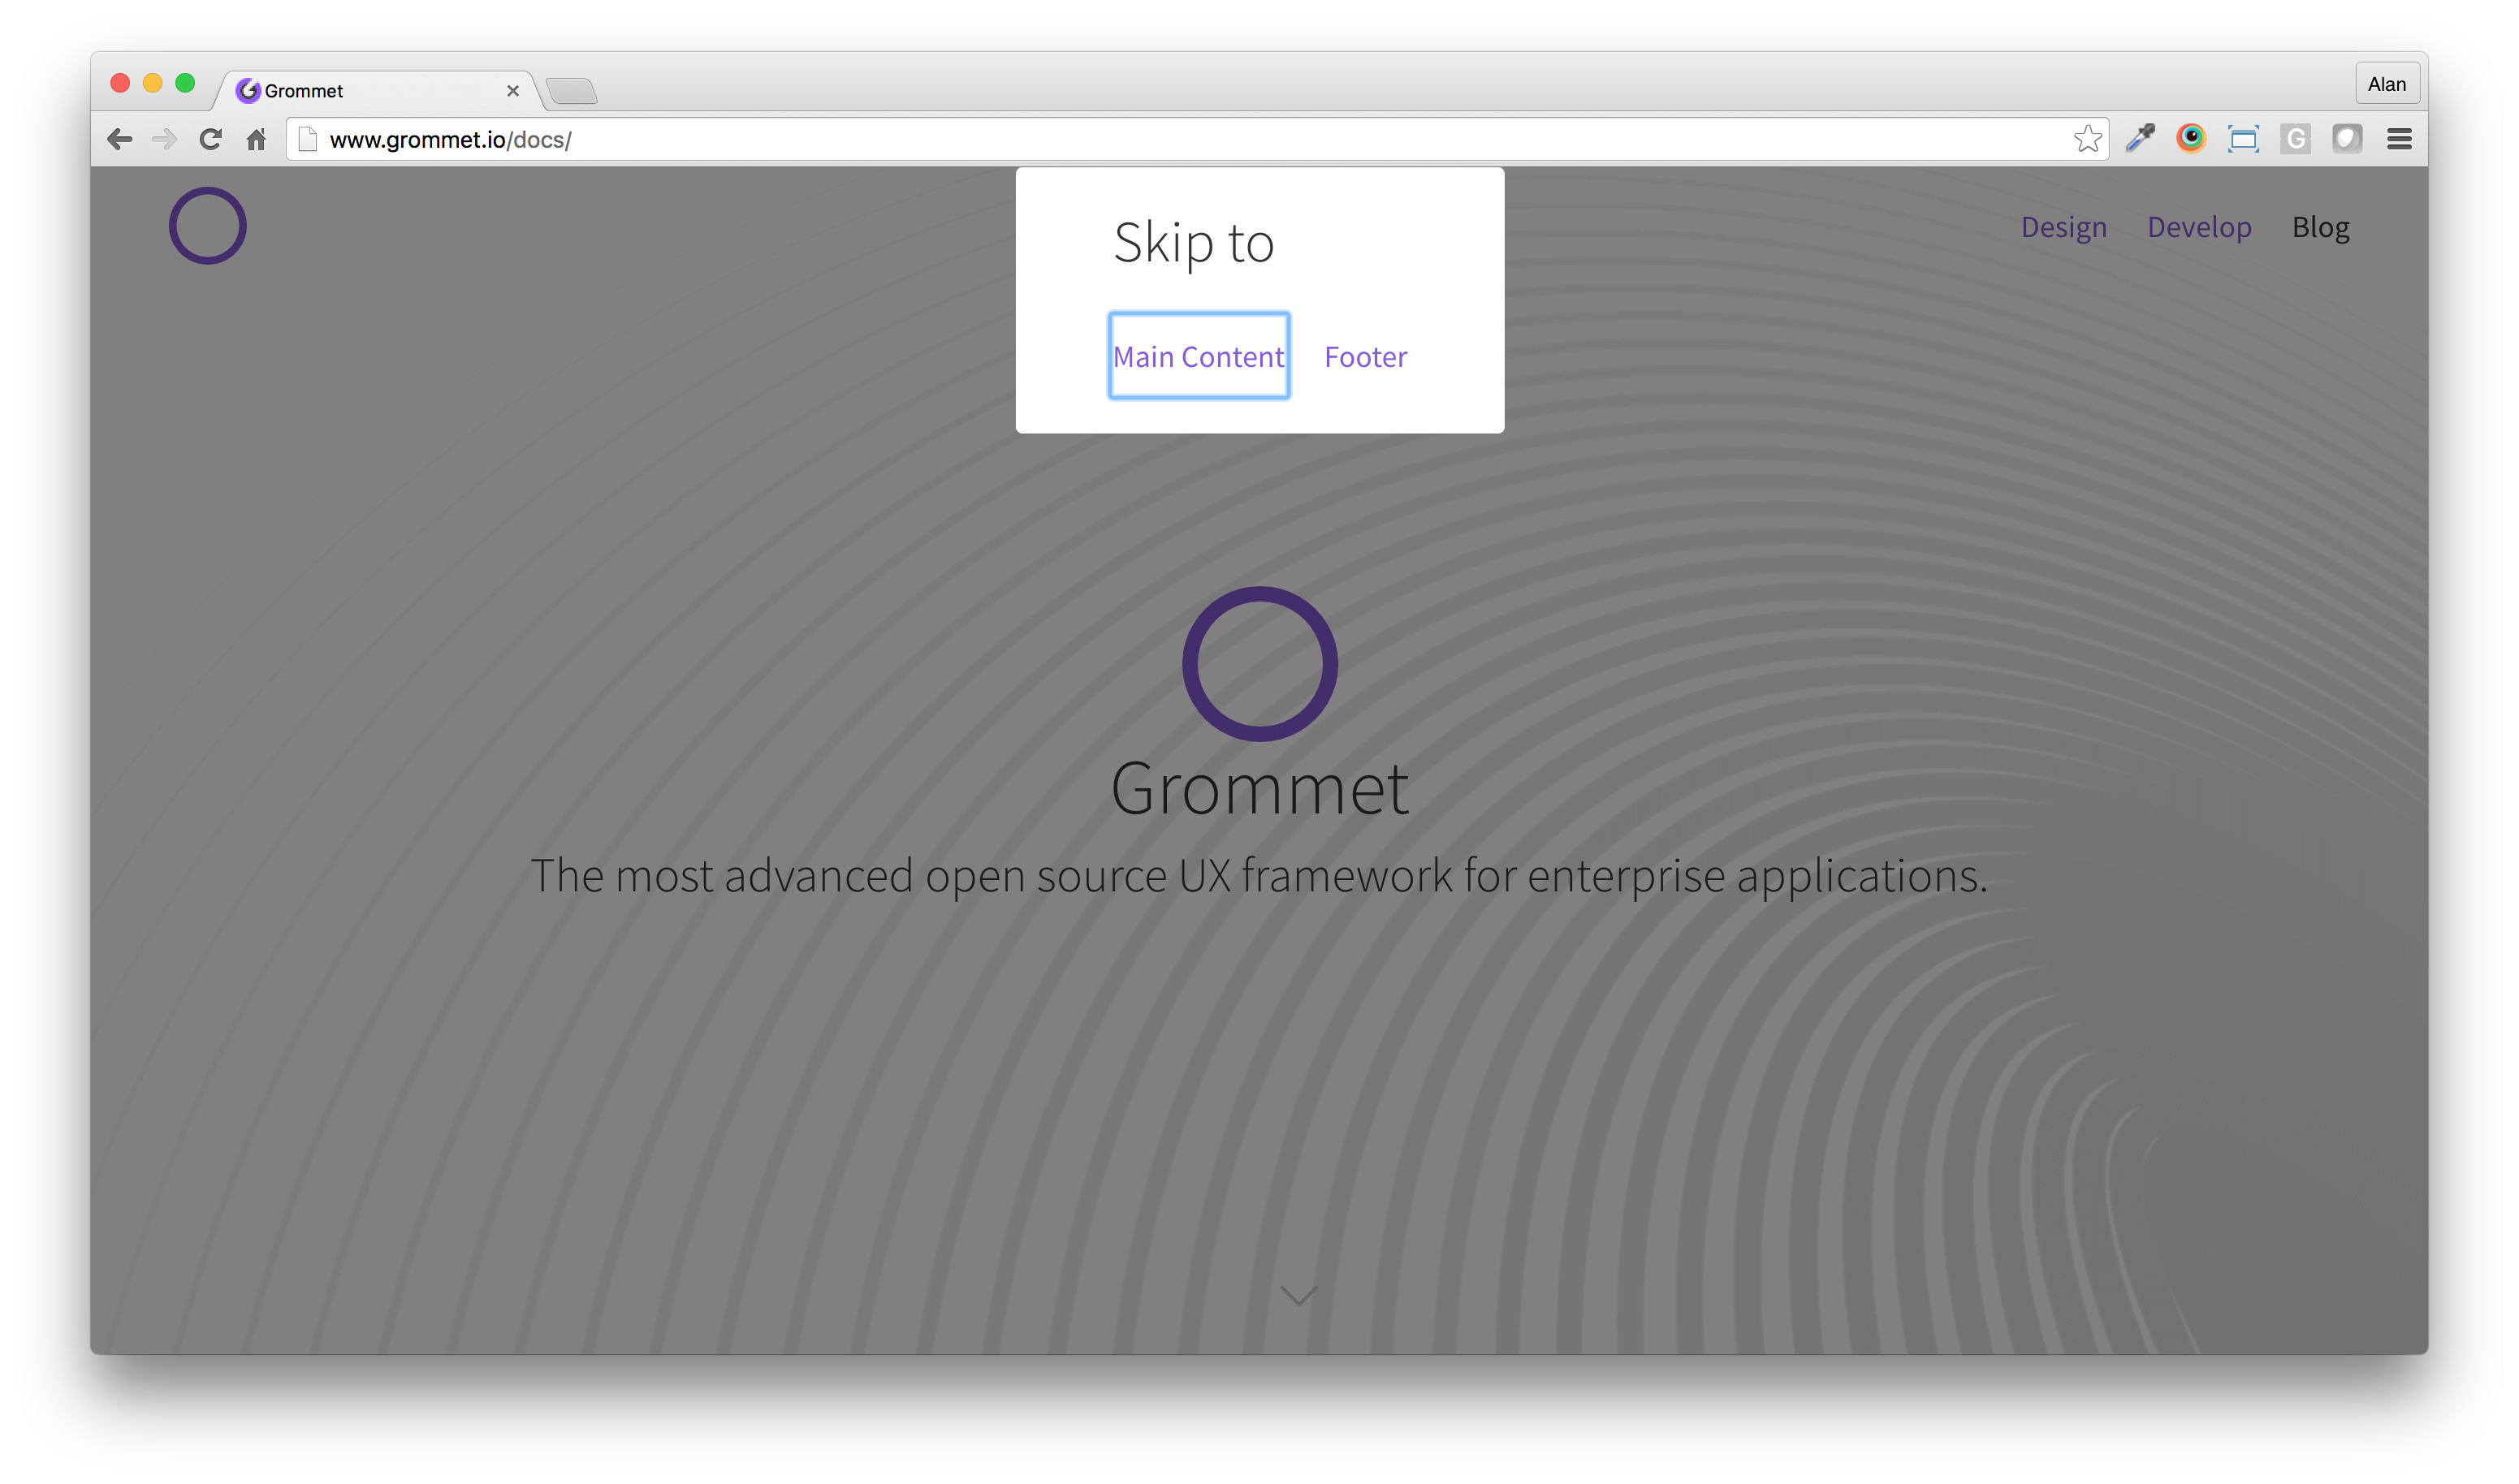 Grommet
Alan
www.grommet.io/docs/
G
Skip to
Main Content Footer
Design Develop Blog
Grommet
The most advanced open source UX framework for enterprise applications.